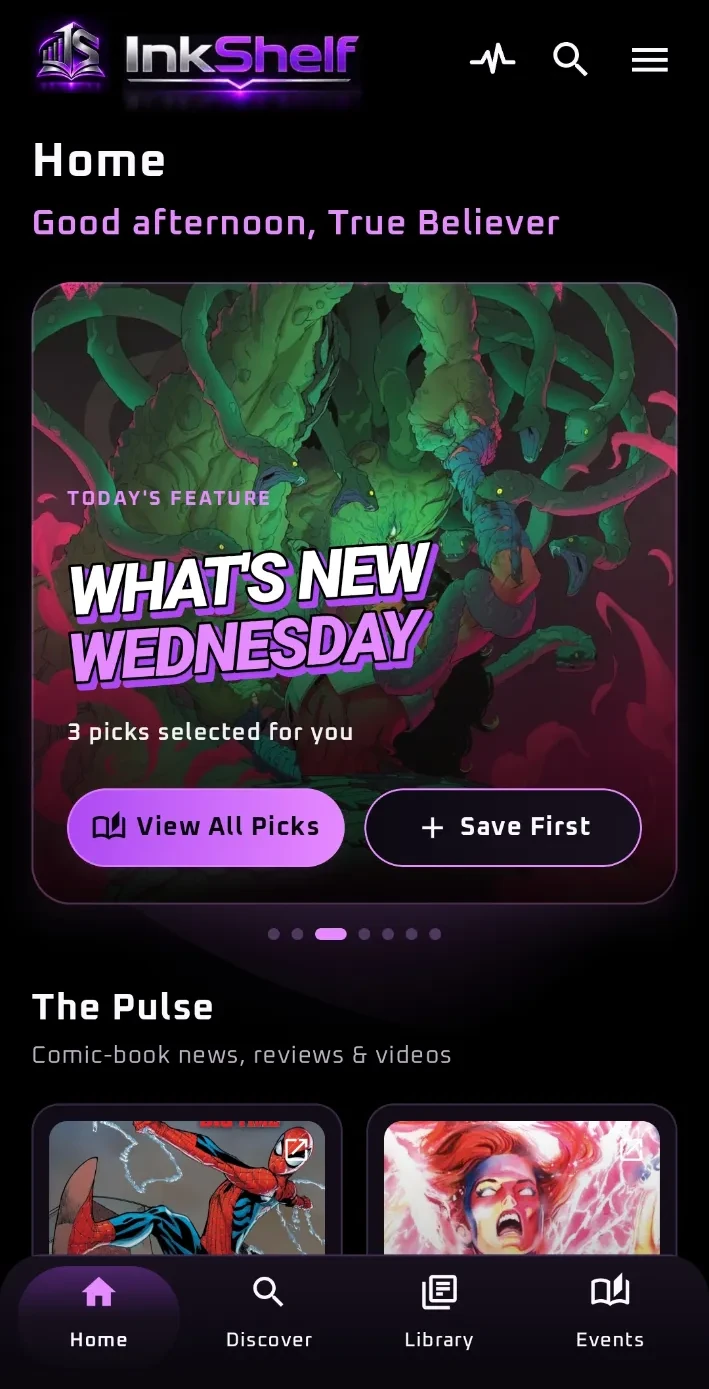 InkShelf
Home
Good afternoon, True Believer
TODAY'S FEATURE
WHAT'S NEW
WEDNESDAY
3 picks selected for you
View All Picks
Save First
The Pulse
Comic-book news, reviews & videos
Home
Discover
Library
Events